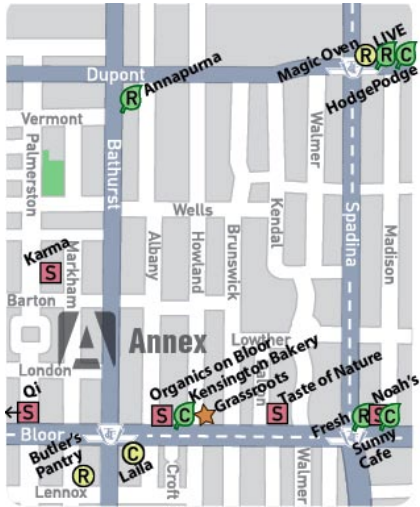 Magic Oven
LIVE
R
R
C
HodgePodge
Dupont
R
Annapurna
Vermont
Palmerston
Bathurst
Walmer
Wells
Kendal
Spadina
Madison
Karma
S
Markham
Albany
Howland
Brunswick
Barton
A Annex
Lowther
London
Organics on Bloor
Kensington Bakery
Grassroots
Taste of Nature
Qi
S
S
C
S
Fresh
R
Noah's
S
C
Bloor
Sunny
Cafe
Butler's
Pantry
R
C
Laila
Lennox
Croft
Walmer